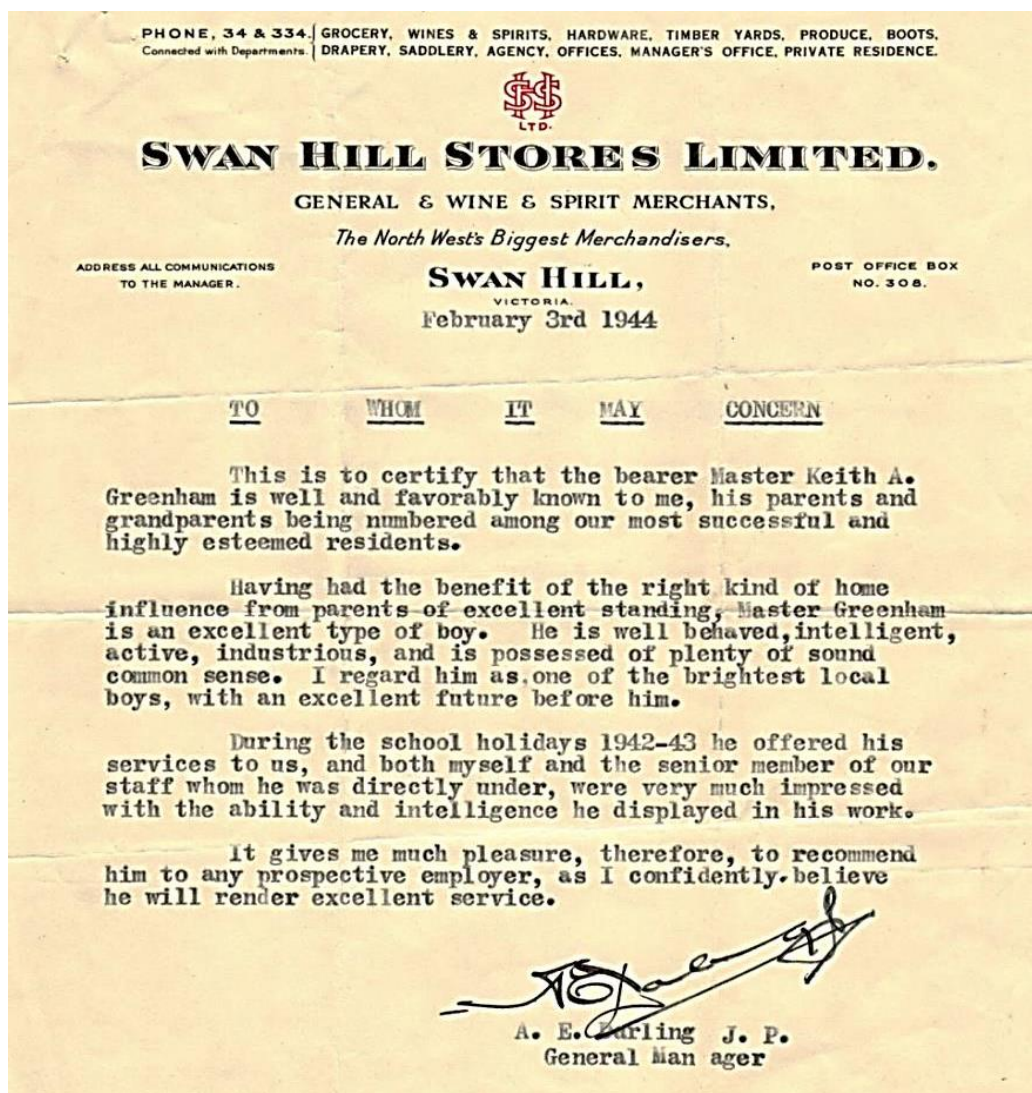 PHONE, 34 & 334. GROCERY, WINES & SPIRITS, HARDWARE, TIMBER YARDS, PRODUCE, BOOTS,
Connected with Departments. DRAPERY, SADDLERY, AGENCY, OFFICES, MANAGER'S OFFICE, PRIVATE RESIDENCE.
SHS
LTD.
SWAN HILL STORES LIMITED.
GENERAL & WINE & SPIRIT MERCHANTS,
The North West's Biggest Merchandisers,
ADDRESS ALL COMMUNICATIONS
TO THE MANAGER.
SWAN HILL,
VICTORIA.
POST OFFICE BOX
NO. 308.
February 3rd 1944
TO WHOM IT MAY CONCERN
This is to certify that the bearer Master Keith A.
Greenham is well and favorably known to me, his parents and
grandparents being numbered among our most successful and
highly esteemed residents.
Having had the benefit of the right kind of home
influence from parents of excellent standing, Master Greenham
is an excellent type of boy. He is well behaved,intelligent,
active, industrious, and is possessed of plenty of sound
common sense. I regard him as one of the brightest local
boys, with an excellent future before him.
During the school holidays 1942-43 he offered his
services to us, and both myself and the senior member of our
staff whom he was directly under, were very much impressed
with the ability and intelligence he displayed in his work.
It gives me much pleasure, therefore, to recommend
him to any prospective employer, as I confidently believe
he will render excellent service.
A. E. Darling J. P.
General Man ager